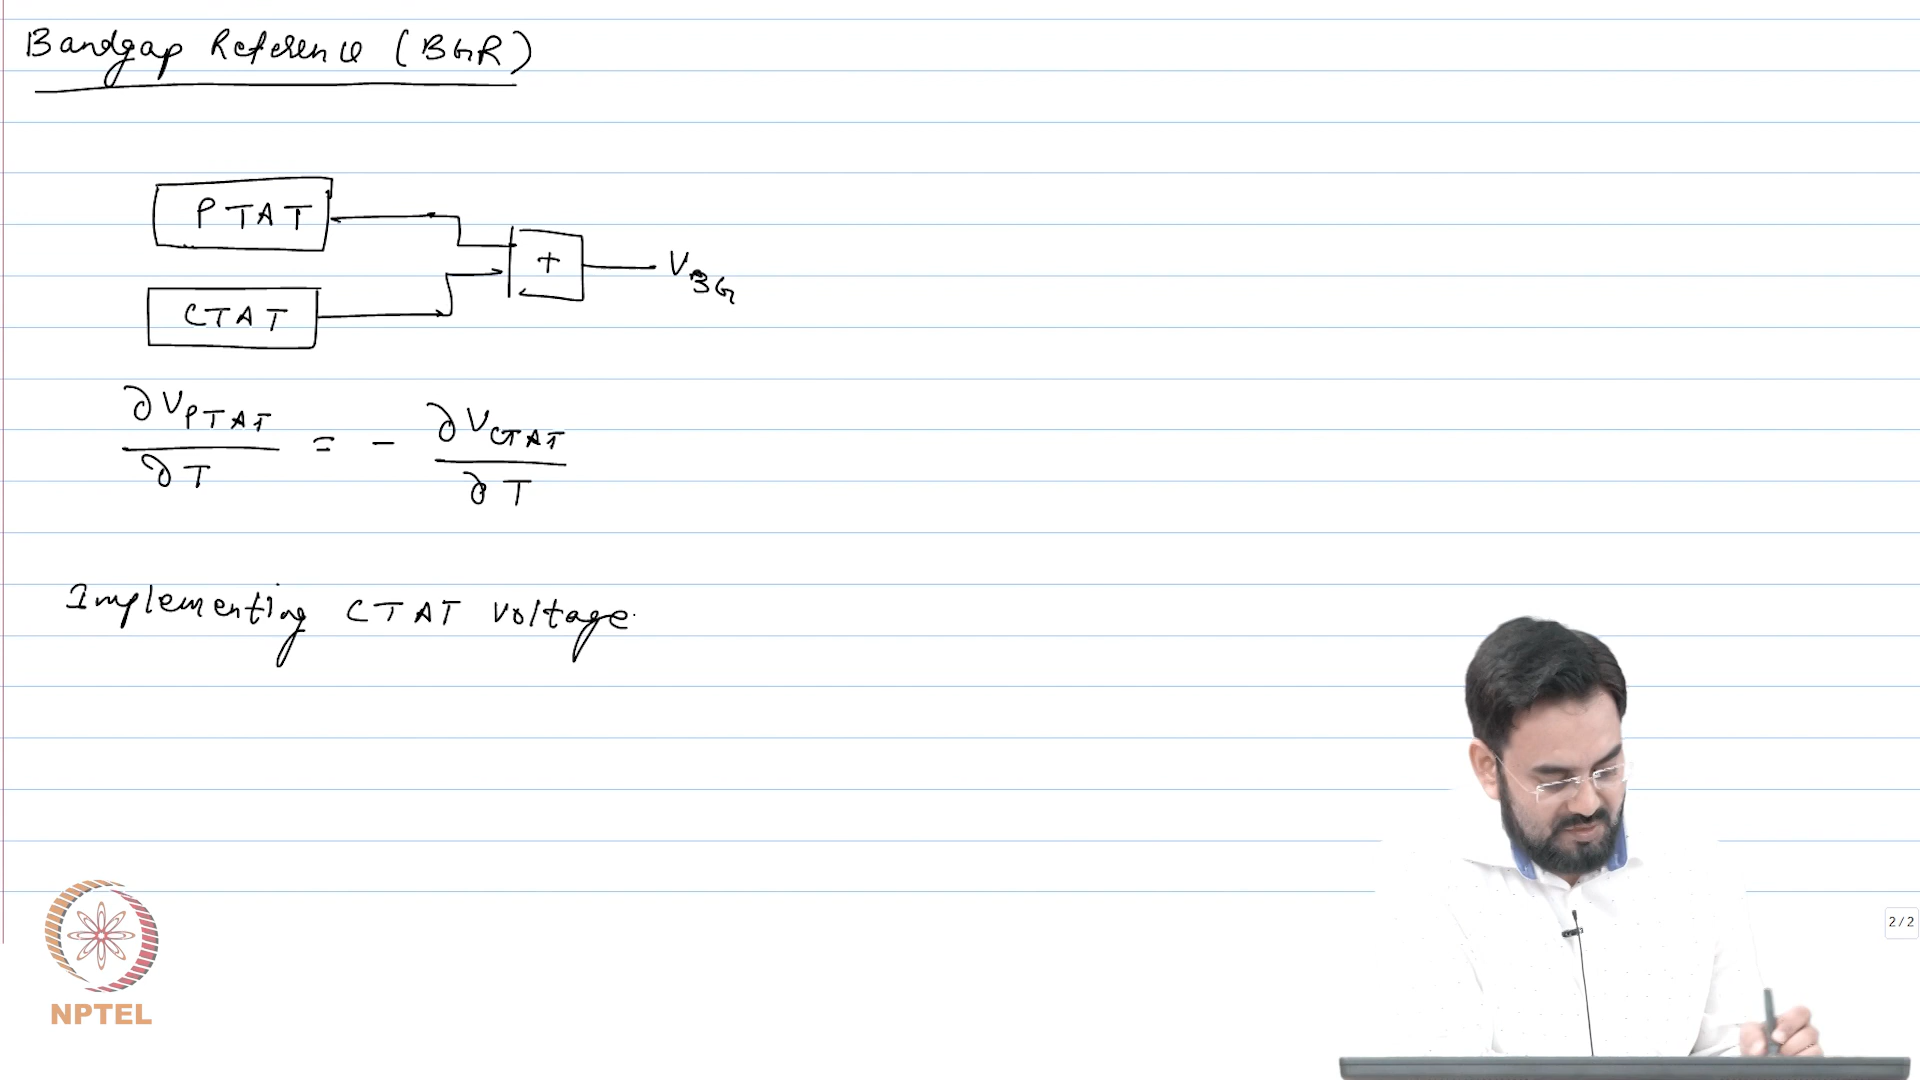 Bandgap Reference (BGR)
PTAT
+
V_BG
CTAT
∂V_PTAT / ∂T = - ∂V_CTAT / ∂T
Implementing CTAT voltage.
2/2
NPTEL